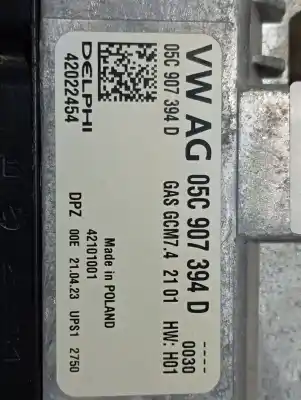 VW AG 05C 907 394 D ----
0030
05C 907 394 D GAS GCM7.4 21 01 HW: H01
DELPHI
42022454
Made in POLAND
42101001
DPZ 00E 21.04.23 UPS1 2750